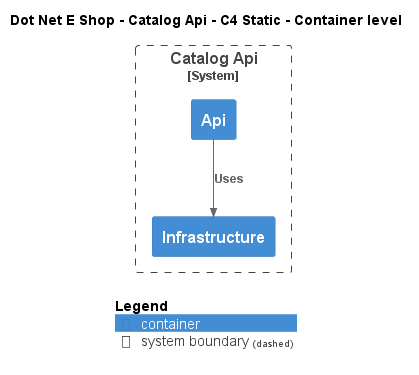 Dot Net E Shop - Catalog Api - C4 Static - Container level
Catalog Api
[System]
Api
Uses
Infrastructure
Legend
container
system boundary (dashed)